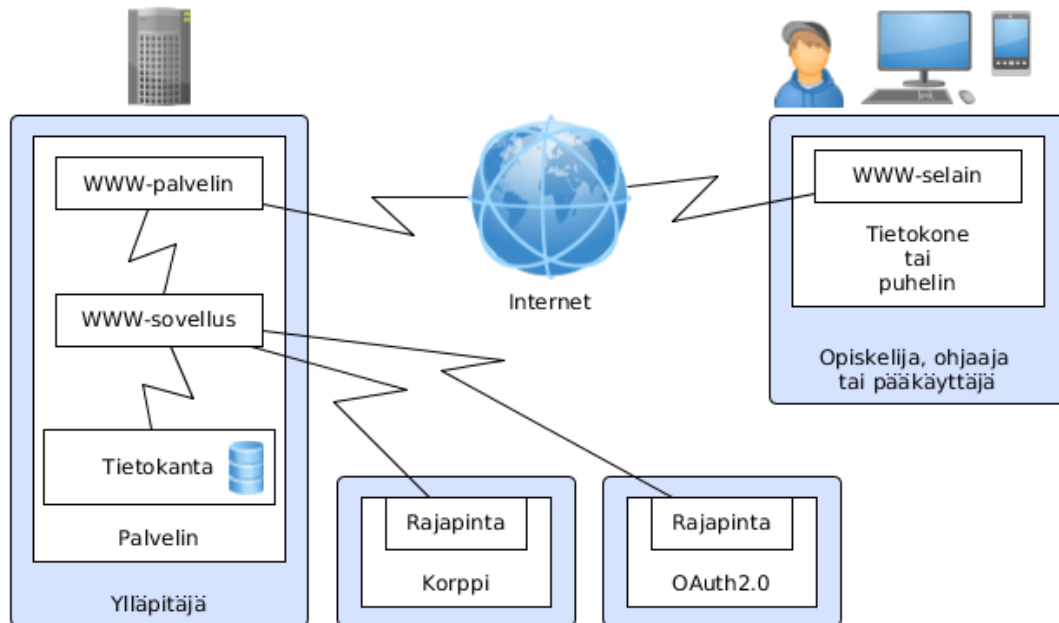 WWW-palvelin
WWW-sovellus
Tietokanta
Palvelin
Ylläpitäjä
Internet
WWW-selain
Tietokone
tai
puhelin
Opiskelija, ohjaaja
tai pääkäyttäjä
Rajapinta
Korppi
Rajapinta
OAuth2.0